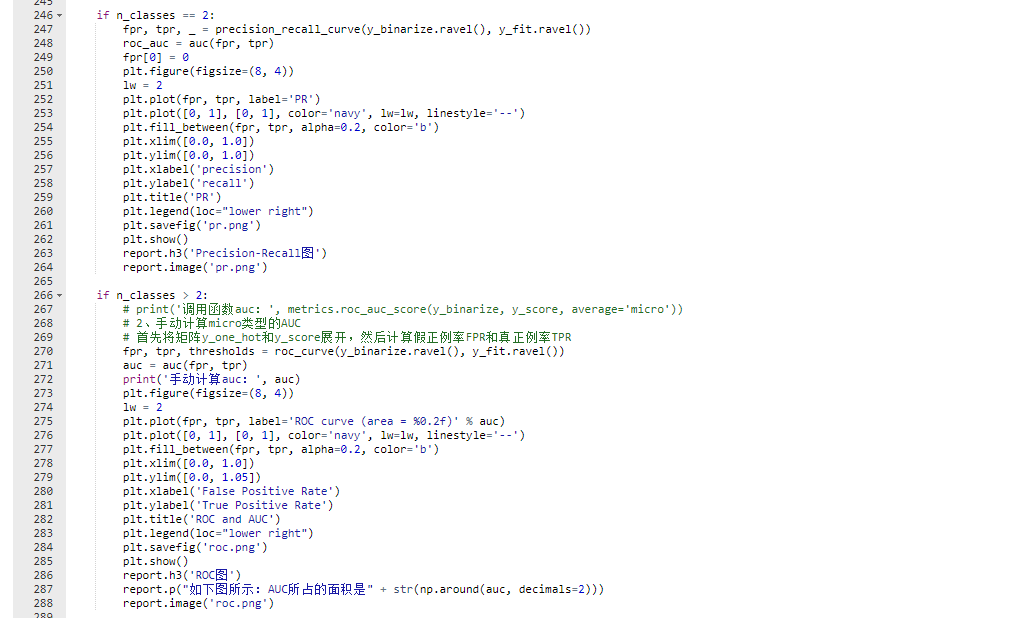 245
246 if n_classes == 2:
247 fpr, tpr, _ = precision_recall_curve(y_binarize.ravel(), y_fit.ravel())
248 roc_auc = auc(fpr, tpr)
249 fpr[0] = 0
250 plt.figure(figsize=(8, 4))
251 lw = 2
252 plt.plot(fpr, tpr, label='PR')
253 plt.plot([0, 1], [0, 1], color='navy', lw=lw, linestyle='--')
254 plt.fill_between(fpr, tpr, alpha=0.2, color='b')
255 plt.xlim([0.0, 1.0])
256 plt.ylim([0.0, 1.0])
257 plt.xlabel('precision')
258 plt.ylabel('recall')
259 plt.title('PR')
260 plt.legend(loc="lower right")
261 plt.savefig('pr.png')
262 plt.show()
263 report.h3('Precision-Recall图')
264 report.image('pr.png')
265
266 if n_classes > 2:
267 # print('调用函数auc：', metrics.roc_auc_score(y_binarize, y_score, average='micro'))
268 # 2、手动计算micro类型的AUC
269 # 首先将矩阵y_one_hot和y_score展开，然后计算假正例率FPR和真正例率TPR
270 fpr, tpr, thresholds = roc_curve(y_binarize.ravel(), y_fit.ravel())
271 auc = auc(fpr, tpr)
272 print('手动计算auc：', auc)
273 plt.figure(figsize=(8, 4))
274 lw = 2
275 plt.plot(fpr, tpr, label='ROC curve (area = %0.2f)' % auc)
276 plt.plot([0, 1], [0, 1], color='navy', lw=lw, linestyle='--')
277 plt.fill_between(fpr, tpr, alpha=0.2, color='b')
278 plt.xlim([0.0, 1.0])
279 plt.ylim([0.0, 1.05])
280 plt.xlabel('False Positive Rate')
281 plt.ylabel('True Positive Rate')
282 plt.title('ROC and AUC')
283 plt.legend(loc="lower right")
284 plt.savefig('roc.png')
285 plt.show()
286 report.h3('ROC图')
287 report.p("如下图所示：AUC所占的面积是" + str(np.around(auc, decimals=2)))
288 report.image('roc.png')
289